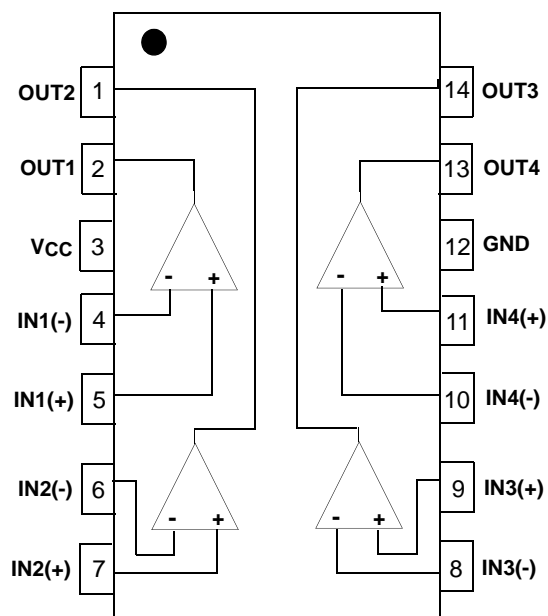 OUT2 1
OUT1 2
VCC 3
IN1(-) 4
IN1(+) 5
IN2(-) 6
IN2(+) 7
14 OUT3
13 OUT4
12 GND
11 IN4(+)
10 IN4(-)
9 IN3(+)
8 IN3(-)
- +
- +
- +
- +